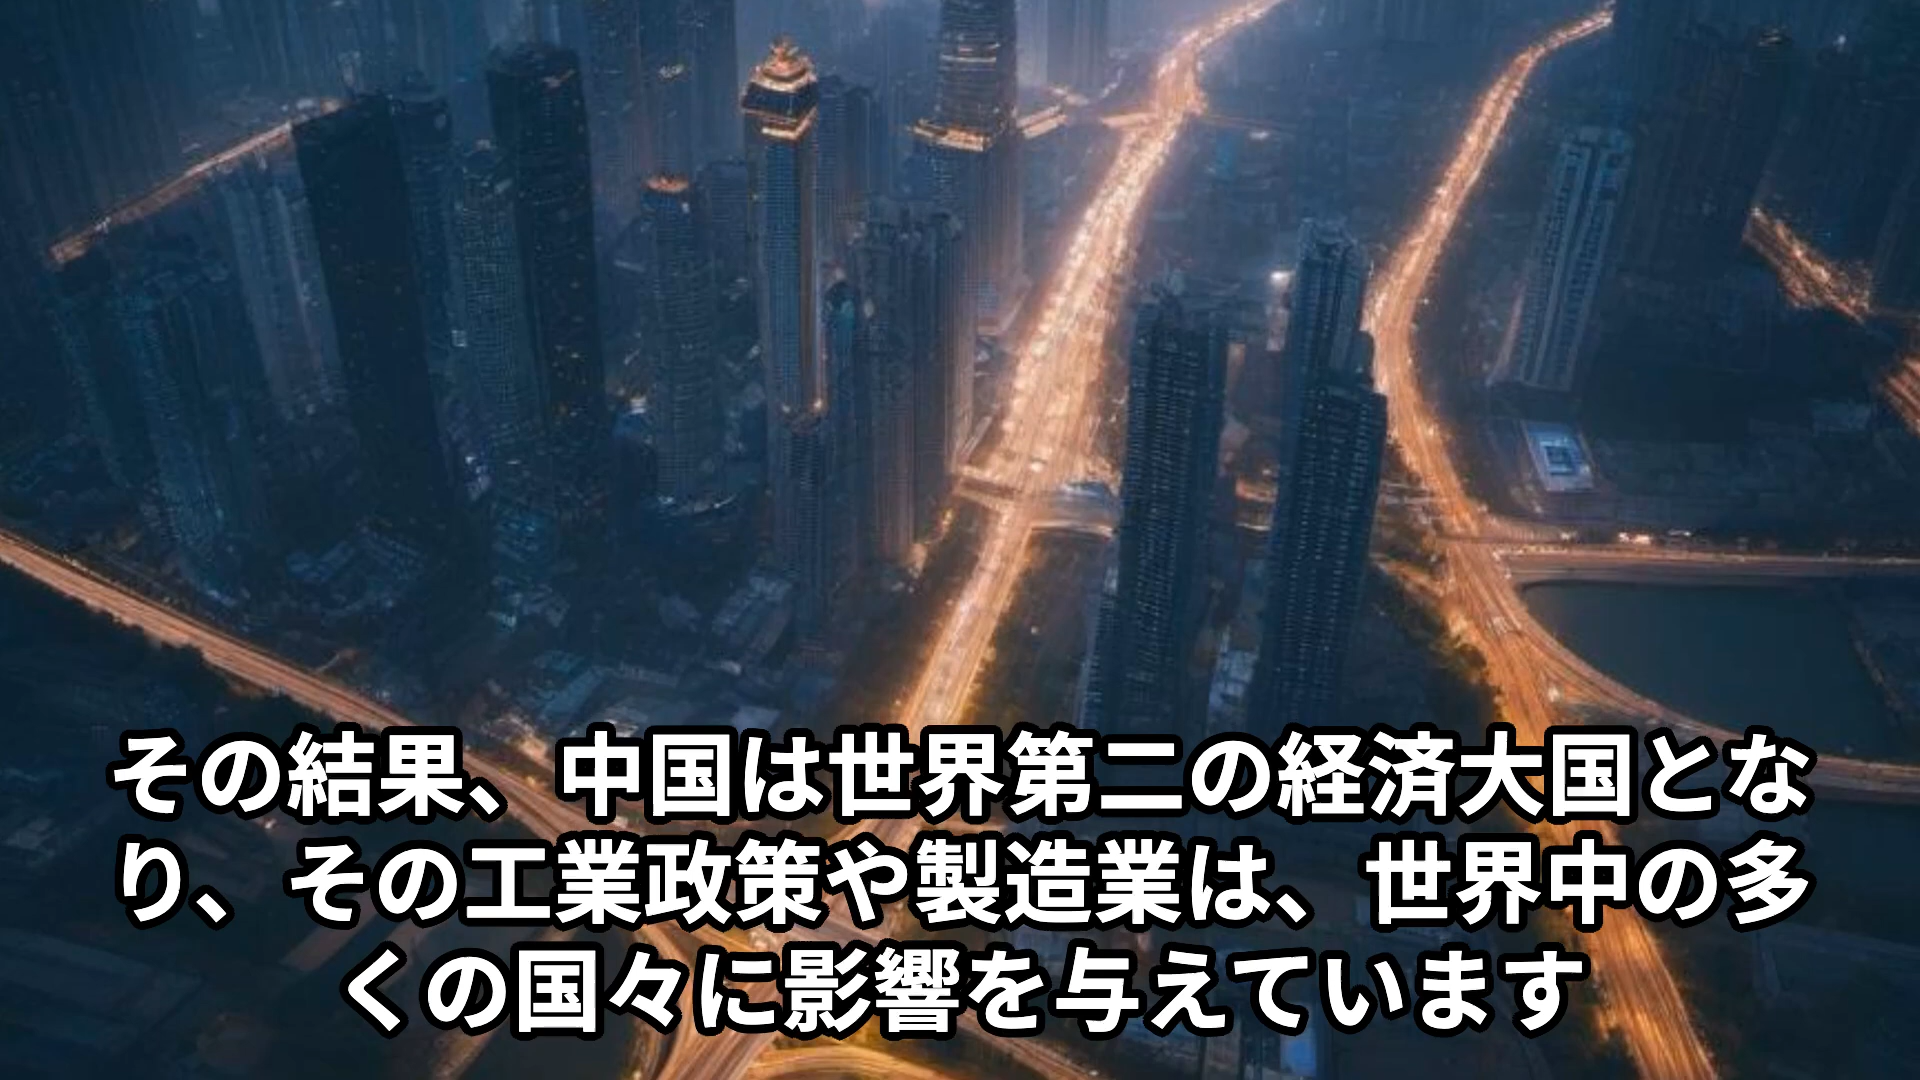 その結果、中国は世界第二の経済大国とな
り、その工業政策や製造業は、世界中の多
くの国々に影響を与えています